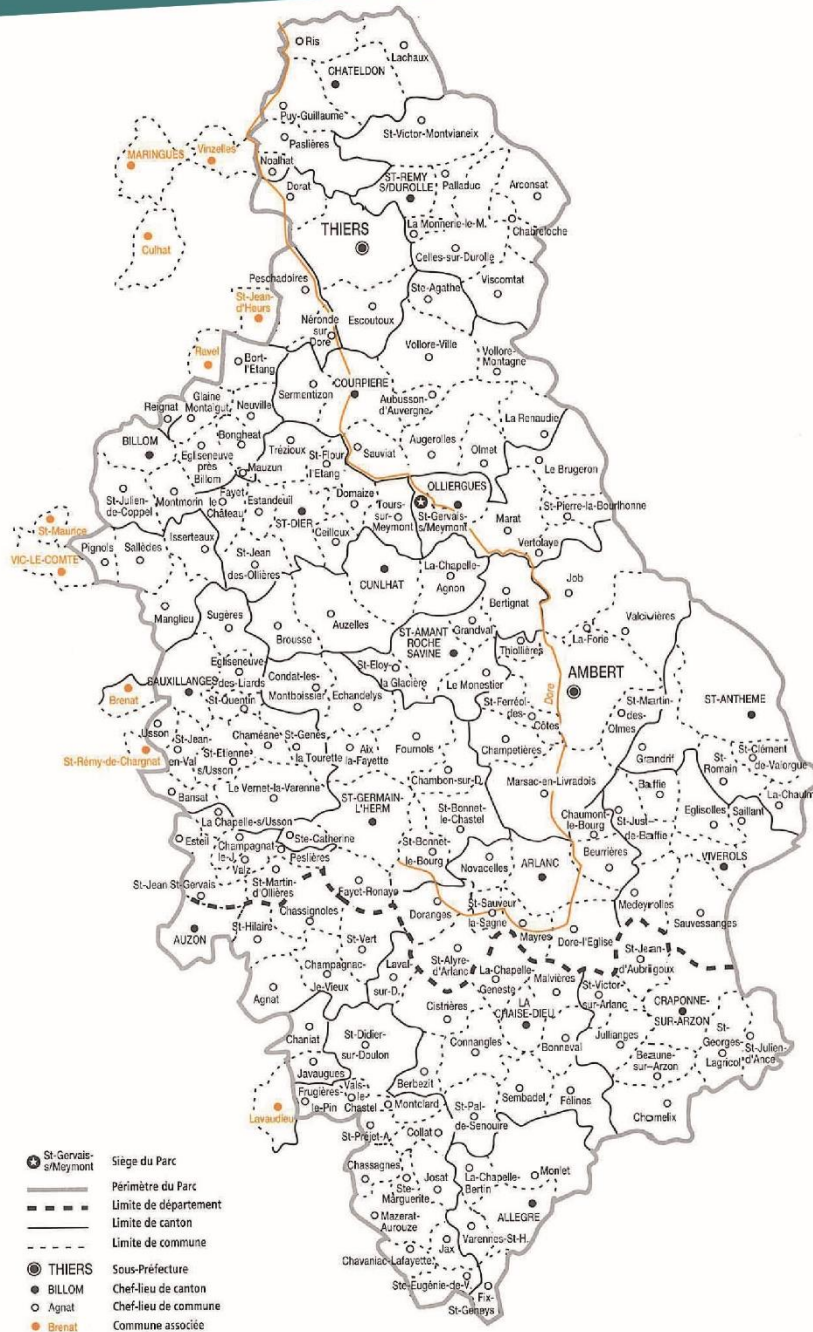 Ris
Lachaux
CHATELDON
Puy-Guillaume
St-Victor-Montvianeix
Paslières
MARINGUES
Vinzelles
Noalhat
ST-REMY
S/DUROLLE
Palladuc
Arconsat
Dorat
THIERS
La Monnerie-le-M.
Chabreloche
Culhat
Celles-sur-Durolle
Peschadoires
Ste-Agathe
Viscomtat
St-Jean-
d'Heurs
Escoutoux
Néronde
sur
Dore
Vollore-Ville
Vollore-
Montagne
Ravel
Bort-
l'Etang
COURPIERE
Glaine
Montaigut
Neuville
Sermentizon
Aubusson-
d'Auvergne
Reignat
La Renaudie
BILLOM
Bongheat
Trézioux
Sauviat
Augerolles
Olmet
Egliseneuve
près
Billom
Mauzun
St-Flour
l'Etang
Le Brugeron
St-Julien-
de-Coppel
Montmorin
Fayet
le
Château
Estandeuil
Domaize
Tours-
sur-
Meymont
OLLIERGUES
St-Gervais-
s/Meymont
St-Pierre-la-Bourlhonne
ST-DIER
Ceilloux
Marat
Vertolaye
St-Maurice
VIC-LE-COMTE
Pignols
Sallèdes
Isserteaux
St-Jean
des-Ollières
CUNLHAT
La-Chapelle-
Agnon
Bertignat
Job
Valcivières
Manglieu
Sugères
Brousse
Auzelles
ST-AMANT
ROCHE
SAVINE
Grandval
Thiollières
La-Forie
Egliseneuve-
des-Liards
Condat-les-
Montboissier
Echandelys
St-Eloy-
la Glacière
Le Monestier
AMBERT
Dore
Brenat
SAUXILLANGES
St-Quentin
St-Ferréol-
des-
Côtes
St-Martin-
des-
Olmes
ST-ANTHEME
Usson
St-Jean-
en-Val
St-Etienne
s/Usson
Chaméane
St-Genès
la Tourette
Aix
la-Fayette
Fournols
Champetières
Grandrif
St-
Romain
St-Clément
de-Valorgue
St-Rémy-de-Chargnat
Chambon-sur-D.
Marsac-en-Livradois
Baffie
La-Chaulm
Bansat
Le Vernet-la-Varenne
ST-GERMAIN-
L'HERM
St-Bonnet-
le-Chastel
Chaumont-
le-Bourg
St-Just-
de-Baffie
Eglisolles
Saillant
La Chapelle-s/Usson
Esteil
Champagnat-
le-J.
Ste-Catherine
St-Bonnet-
le-Bourg
Beurrières
VIVEROLS
Valz
Peslières
Novacelles
ARLANC
St-Jean St-Gervais
St-Martin-
d'Ollières
Fayet-Ronaye
Medeyrolles
Doranges
St-Sauveur
la-Sagne
Sauvessanges
AUZON
St-Hilaire
Chassignoles
Mayres
Dore-l'Eglise
St-Vert
St-Alyre-
d'Arlanc
St-Jean-
d'Aubrigoux
Agnat
Champagnac-
le-Vieux
Laval-
sur-D.
La-Chapelle-
Geneste
Malvières
St-Victor-
sur-Arlanc
Cistrières
LA
CHAISE-DIEU
CRAPONNE-
SUR-ARZON
Chaniat
St-Didier-
sur-Doulon
Connangles
Bonneval
Jullianges
St-
Georges-
Lagricol
St-Julien-
d'Ance
Beaune-
sur-Arzon
Javaugues
Berbezit
Lavaudieu
Frugières-
le-Pin
Vals-
le-
Chastel
Montclard
Sembadel
Félines
St-Pal-
de-Senouire
Chomelix
St-Préjet-A.
Collat
Chassagnes
Ste-
Marguerite
Josat
La-Chapelle-
Bertin
Monlet
Mazerat-
Aurouze
ALLEGRE
Varennes-St-H.
Jax
Chavaniac-Lafayette
Ste-Eugénie-de-V.
Fix-
St-Geneys
St-Gervais-
s/Meymont
Siège du Parc
Périmètre du Parc
Limite de département
Limite de canton
Limite de commune
THIERS Sous-Préfecture
BILLOM Chef-lieu de canton
Agnat Chef-lieu de commune
Brenat Commune associée